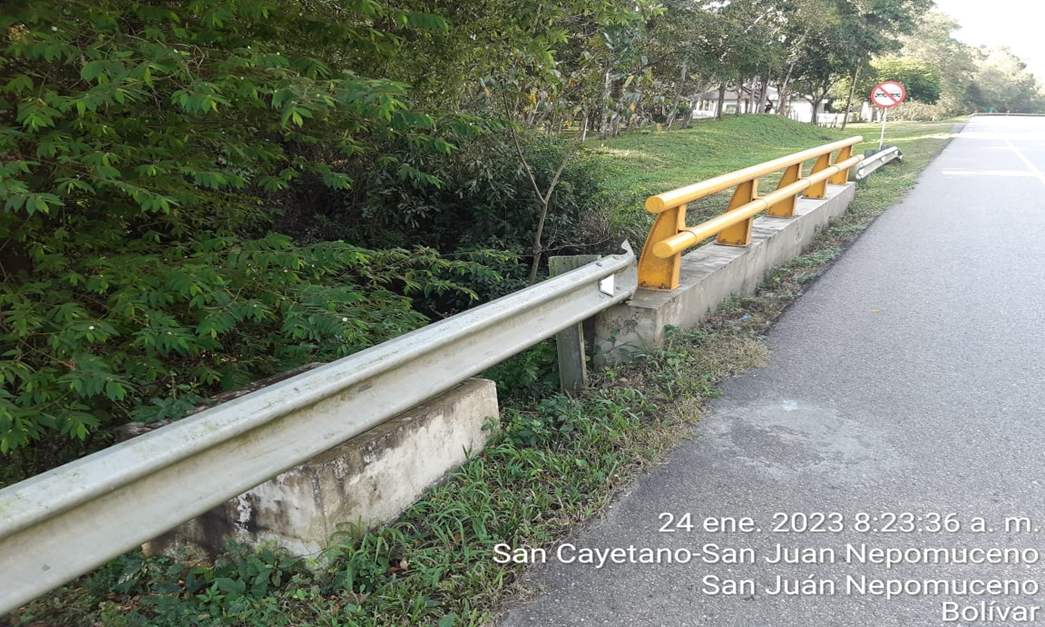 24 ene. 2023 8:23:36 a. m.
San Cayetano-San Juan Nepomuceno
San Juán Nepomuceno
Bolívar